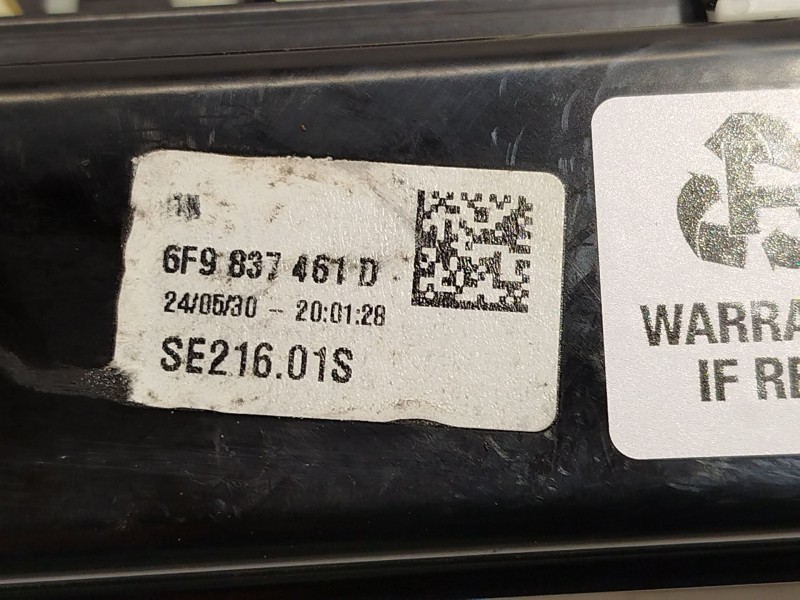 6F9 837 461 D
24/05/30 - 20:01:28
SE216.01S
WARRA
IF RE